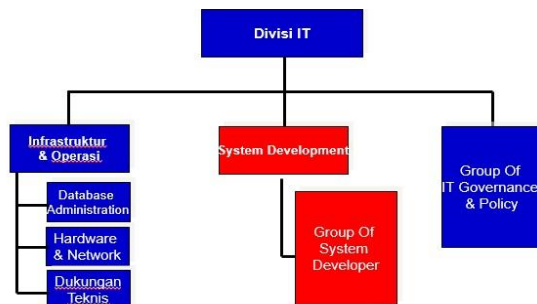 Divisi IT
Infrastruktur
& Operasi
System Development
Group Of
IT Governance
& Policy
Database
Administration
Hardware
& Network
Dukungan
Teknis
Group Of
System
Developer